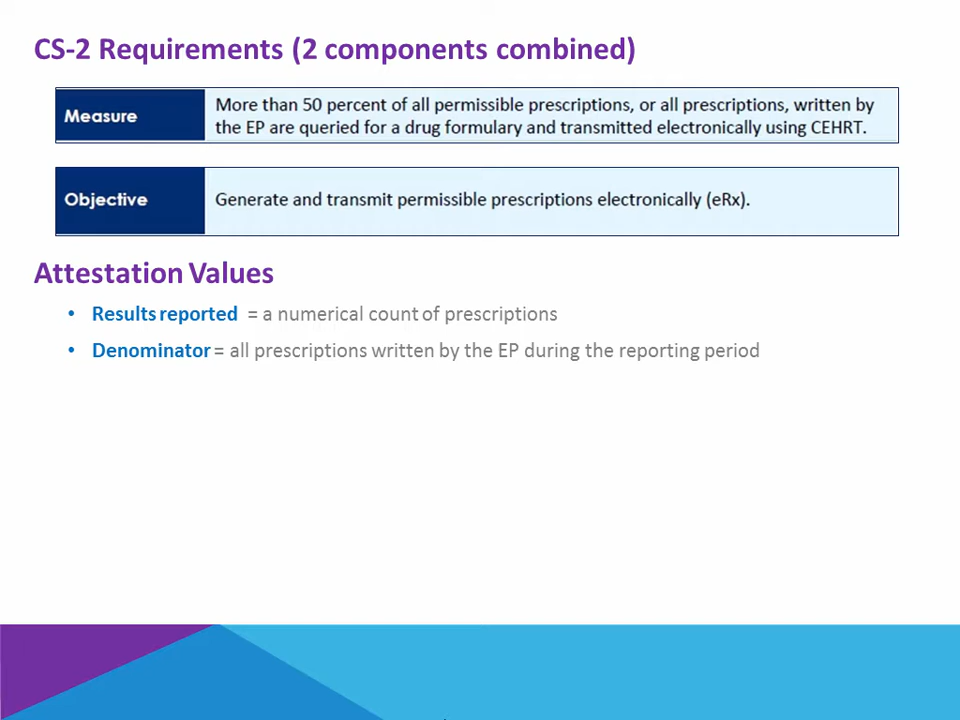 CS-2 Requirements (2 components combined)
Measure
More than 50 percent of all permissible prescriptions, or all prescriptions, written by
the EP are queried for a drug formulary and transmitted electronically using CEHRT.
Objective
Generate and transmit permissible prescriptions electronically (eRx).
Attestation Values
• Results reported = a numerical count of prescriptions
• Denominator = all prescriptions written by the EP during the reporting period